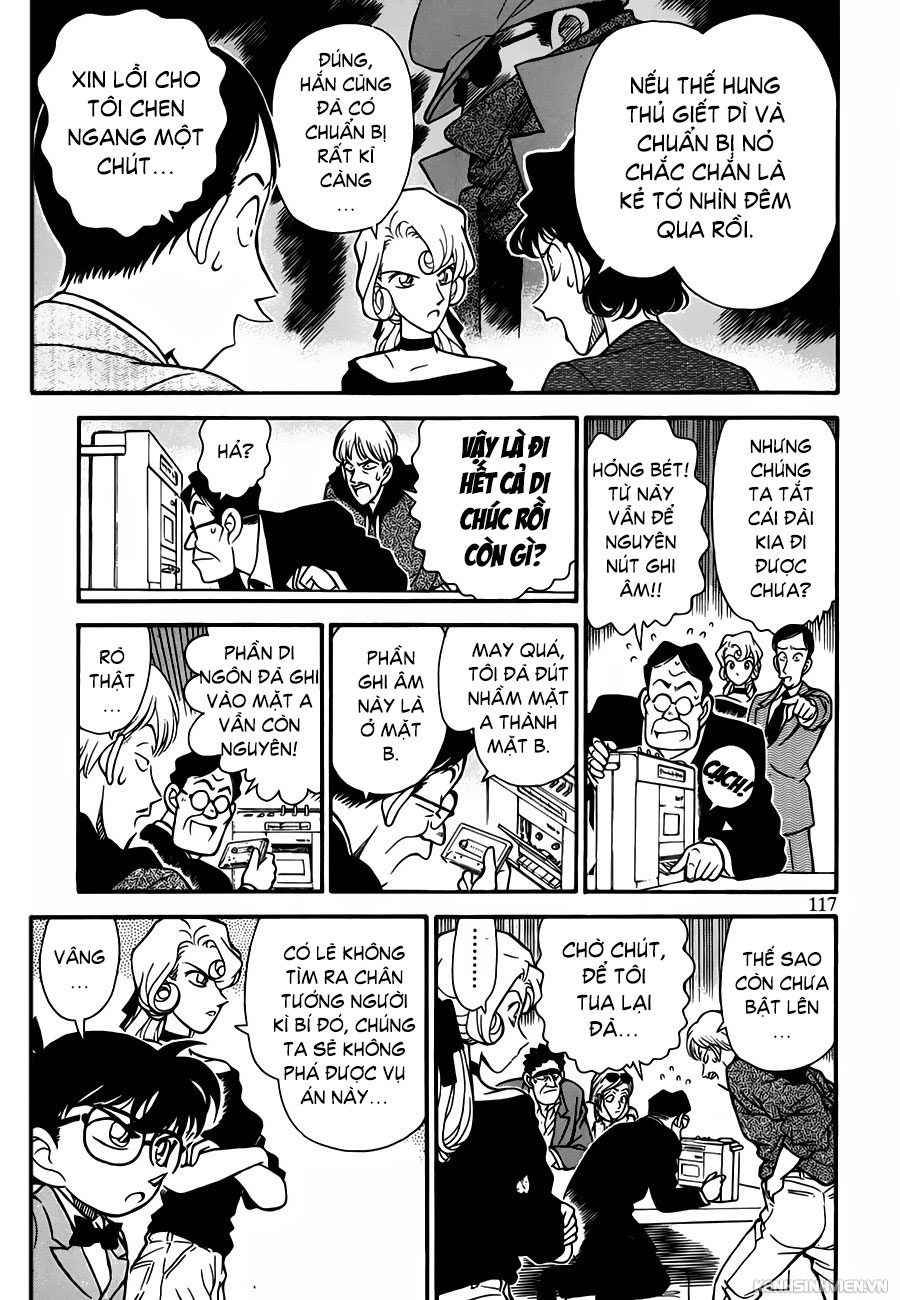 NẾU THẾ HUNG
THỦ GIẾT DÌ VÀ
CHUẨN BỊ NÓ
CHẮC CHẮN LÀ
KẺ TỚ NHÌN ĐÊM
QUA RỒI.
ĐÚNG,
HẮN CŨNG
ĐÃ CÓ
CHUẨN BỊ
RẤT KĨ
CÀNG
...
XIN LỖI CHO
TÔI CHEN
NGANG MỘT
CHÚT...
NHƯNG
CHÚNG
TA TẮT
CÁI ĐÀI
KIA ĐI
ĐƯỢC
CHƯA?
HỎNG BÉT!
TỪ NÃY
VẪN ĐỂ
NGUYÊN
NÚT GHI
ÂM!!
CẠCH!
VẬY LÀ ĐI
HẾT CẢ DI
CHÚC RỒI
CÒN GÌ?
HẢ?
MAY QUÁ,
TÔI ĐÃ ĐÚT
NHẦM MẶT
A THÀNH
MẶT B.
PHẦN
GHI ÂM
NÀY LÀ
Ở MẶT
B.
PHẦN DI
NGÔN ĐÃ GHI
VÀO MẶT A
VẪN CÒN
NGUYÊN!
RÕ
THẬT
...
117
THẾ SAO
CÒN CHƯA
BẬT LÊN
...
CHỜ CHÚT,
ĐỂ TÔI
TUA LẠI
ĐÃ...
.........
CÓ LẼ KHÔNG
TÌM RA CHÂN
TƯỚNG NGƯỜI
KÌ BÍ ĐÓ, CHÚNG
TA SẼ KHÔNG
PHÁ ĐƯỢC VỤ
ÁN NÀY...
VÂNG
...
KENHSINHVIEN.VN